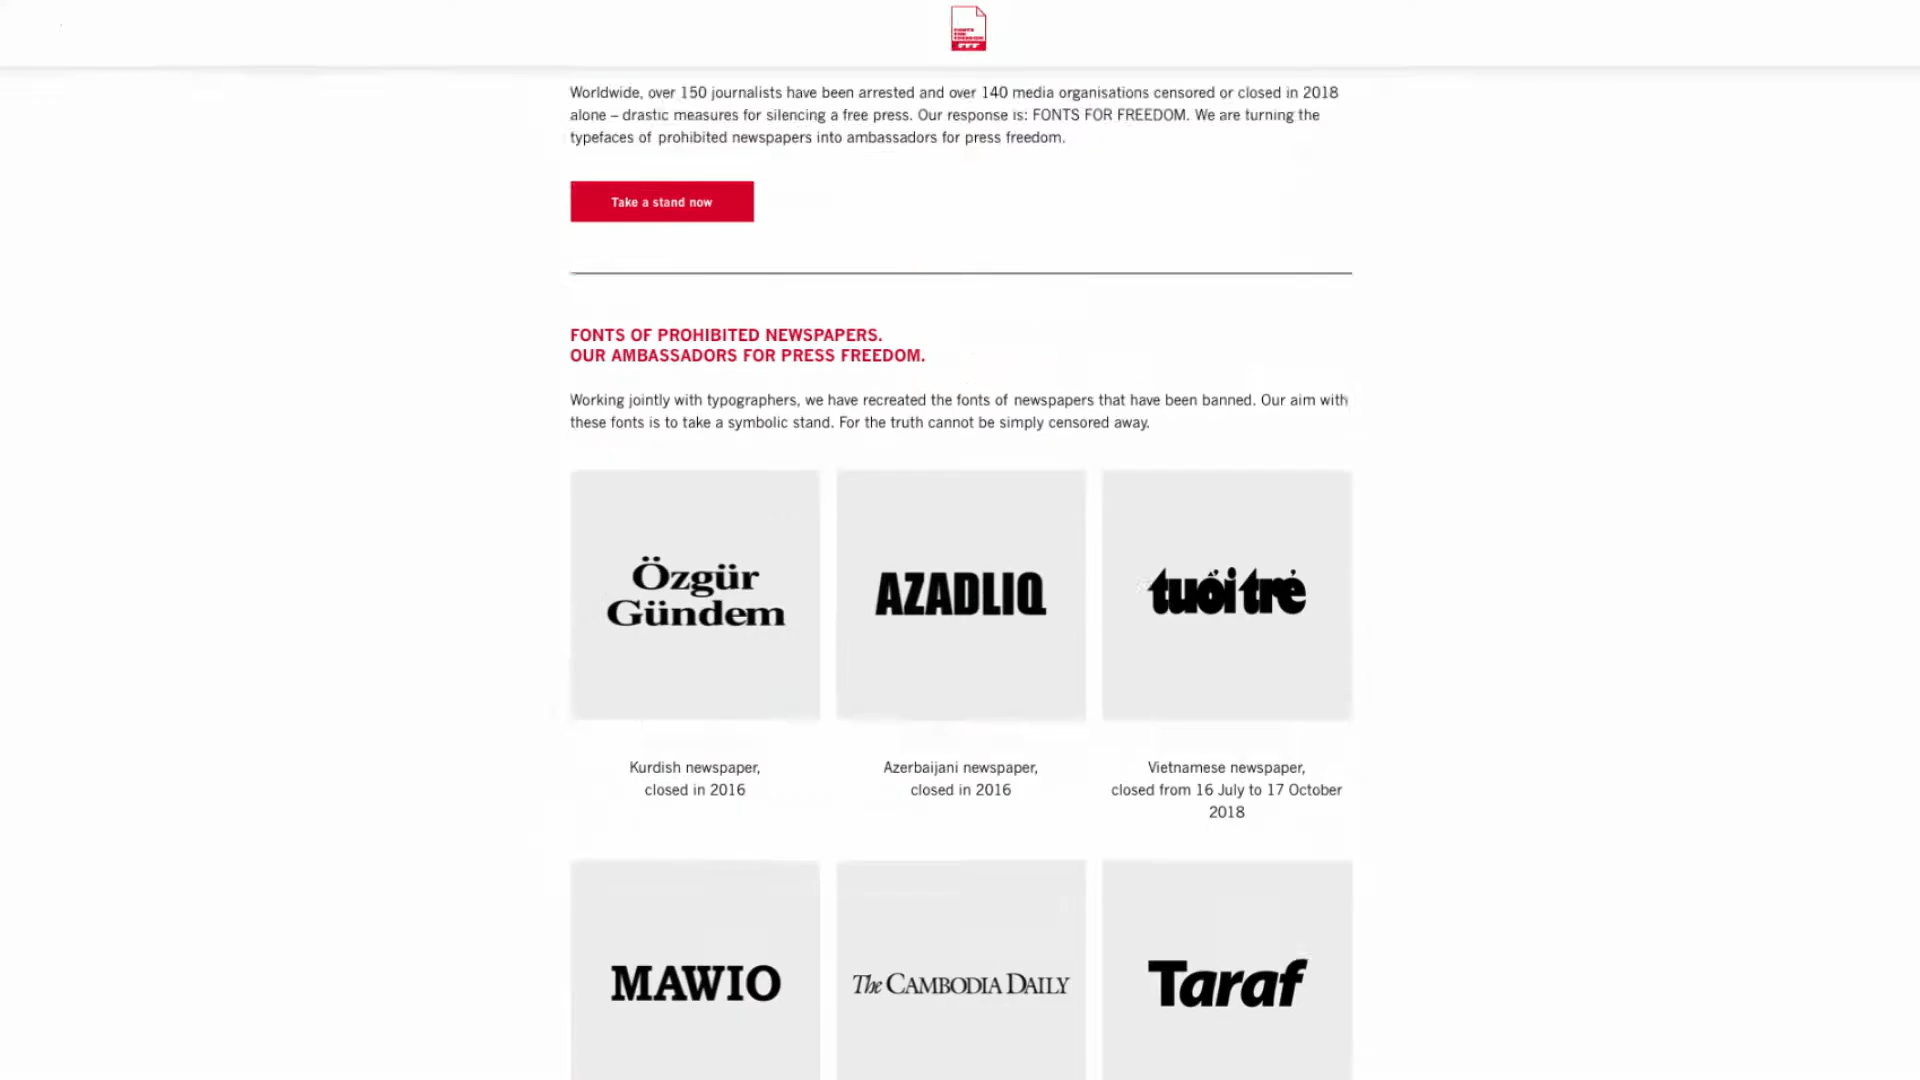 FONTS
FOR
FREEDOM
FFF
Worldwide, over 150 journalists have been arrested and over 140 media organisations censored or closed in 2018
alone – drastic measures for silencing a free press. Our response is: FONTS FOR FREEDOM. We are turning the
typefaces of prohibited newspapers into ambassadors for press freedom.
Take a stand now
FONTS OF PROHIBITED NEWSPAPERS.
OUR AMBASSADORS FOR PRESS FREEDOM.
Working jointly with typographers, we have recreated the fonts of newspapers that have been banned. Our aim with
these fonts is to take a symbolic stand. For the truth cannot be simply censored away.
Özgür
Gündem
AZADLIQ
tuổi trẻ
Kurdish newspaper,
closed in 2016
Azerbaijani newspaper,
closed in 2016
Vietnamese newspaper,
closed from 16 July to 17 October
2018
MAWIO
The CAMBODIA DAILY
Taraf